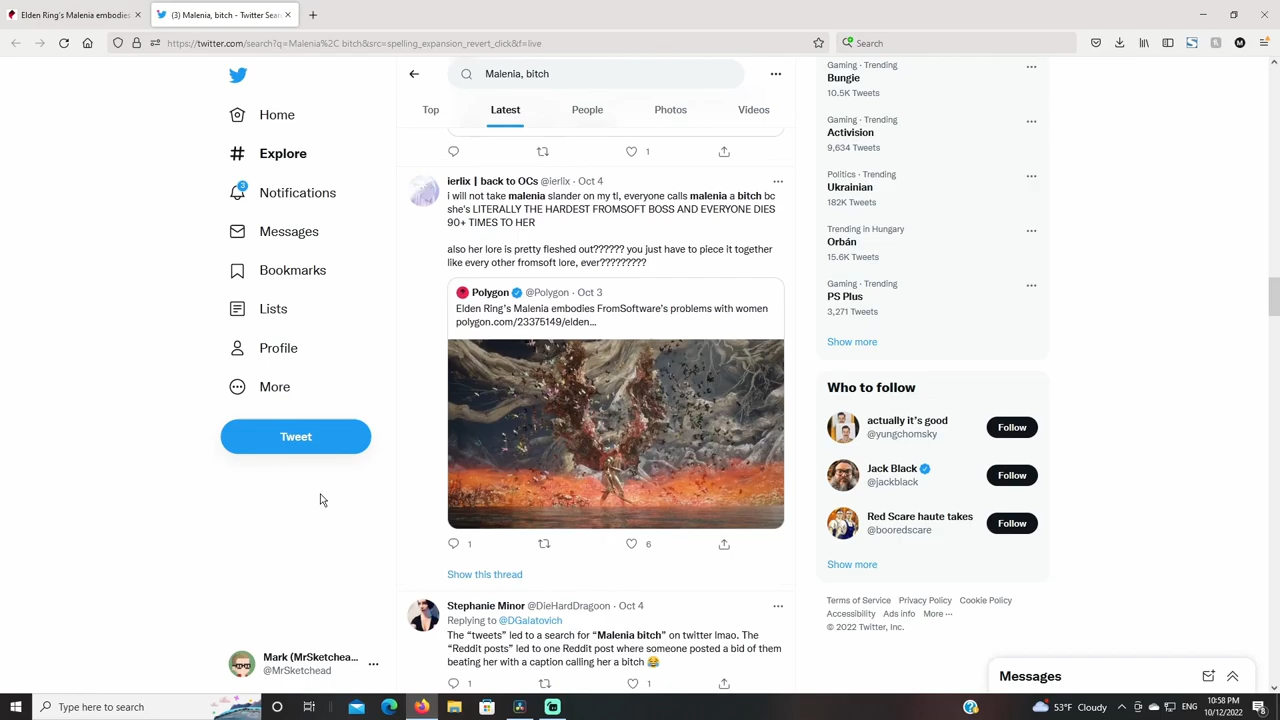 Elden Ring's Malenia embodies
(3) Malenia, bitch - Twitter Sear
https://twitter.com/search?q=Malenia%2C bitch&src=spelling_expansion_revert_click&f=live
Search
Malenia, bitch
Top
Latest
People
Photos
Videos
Home
Explore
3
Notifications
Messages
Bookmarks
Lists
Profile
More
Tweet
Mark (MrSketchea...
@MrSketchead
1
ierlix | back to OCs @ierlix · Oct 4
i will not take malenia slander on my tl, everyone calls malenia a bitch bc
she's LITERALLY THE HARDEST FROMSOFT BOSS AND EVERYONE DIES
90+ TIMES TO HER
also her lore is pretty fleshed out?????? you just have to piece it together
like every other fromsoft lore, ever?????????
Polygon @Polygon · Oct 3
Elden Ring's Malenia embodies FromSoftware's problems with women
polygon.com/23375149/elden...
1
6
Show this thread
Stephanie Minor @DieHardDragoon · Oct 4
Replying to @DGalatovich
The "tweets" led to a search for "Malenia bitch" on twitter lmao. The
"Reddit posts" led to one Reddit post where someone posted a bid of them
beating her with a caption calling her a bitch 😂
1
1
Gaming · Trending
Bungie
10.5K Tweets
Gaming · Trending
Activision
9,634 Tweets
Politics · Trending
Ukrainian
182K Tweets
Trending in Hungary
Orbán
15.6K Tweets
Gaming · Trending
PS Plus
3,271 Tweets
Show more
Who to follow
actually it's good
@yungchomsky
Follow
Jack Black
@jackblack
Follow
Red Scare haute takes
@booredscare
Follow
Show more
Terms of Service Privacy Policy Cookie Policy
Accessibility Ads info More ···
© 2022 Twitter, Inc.
Messages
Type here to search
53°F Cloudy
ENG
10:58 PM
10/12/2022
8